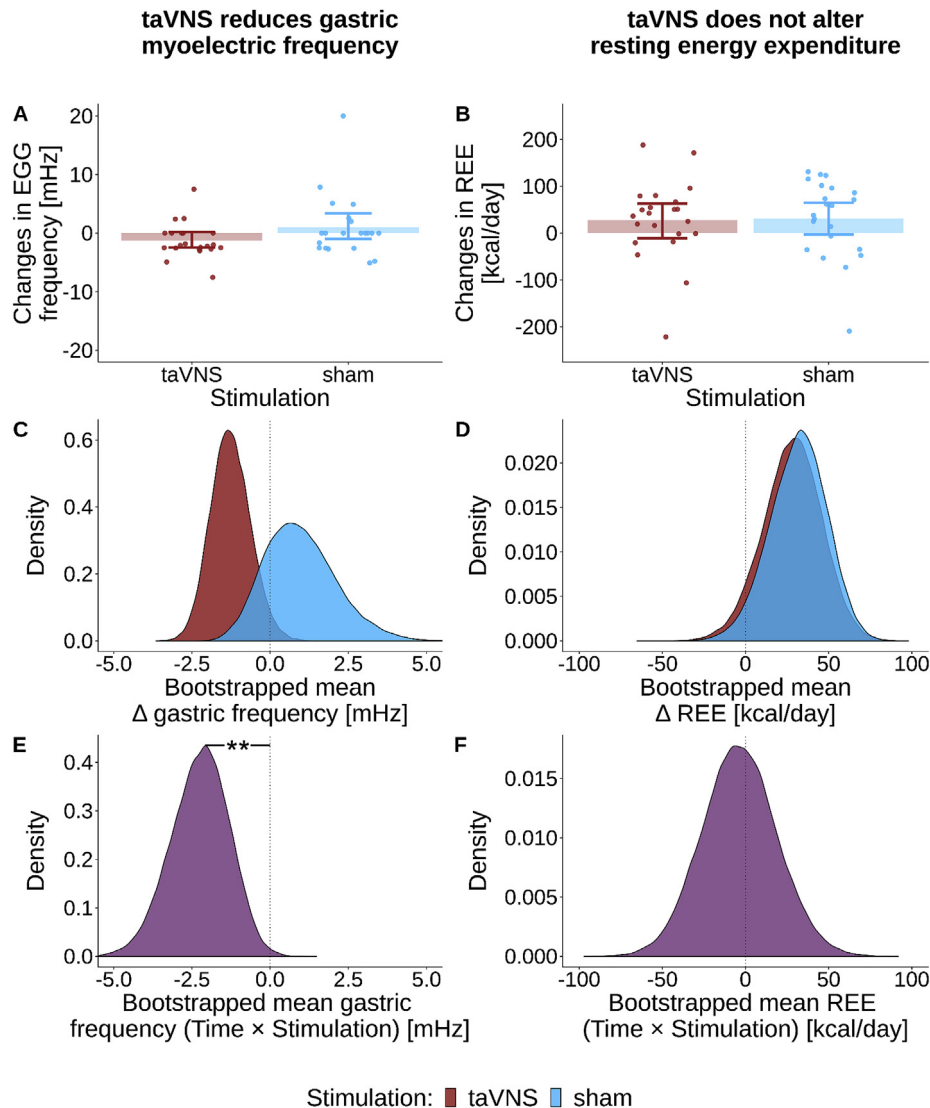 taVNS reduces gastric
myoelectric frequency
taVNS does not alter
resting energy expenditure
A
Changes in EGG
frequency [mHz]
20
10
0
-10
-20
taVNS
sham
Stimulation
B
Changes in REE
[kcal/day]
200
100
0
-100
-200
taVNS
sham
Stimulation
C
Density
0.6
0.4
0.2
0.0
-5.0
-2.5
0.0
2.5
5.0
Bootstrapped mean
Δ gastric frequency [mHz]
D
Density
0.020
0.015
0.010
0.005
0.000
-100
-50
0
50
100
Bootstrapped mean
Δ REE [kcal/day]
E
**
Density
0.4
0.3
0.2
0.1
0.0
-5.0
-2.5
0.0
2.5
5.0
Bootstrapped mean gastric
frequency (Time × Stimulation) [mHz]
F
Density
0.015
0.010
0.005
0.000
-100
-50
0
50
100
Bootstrapped mean REE
(Time × Stimulation) [kcal/day]
Stimulation: taVNS sham